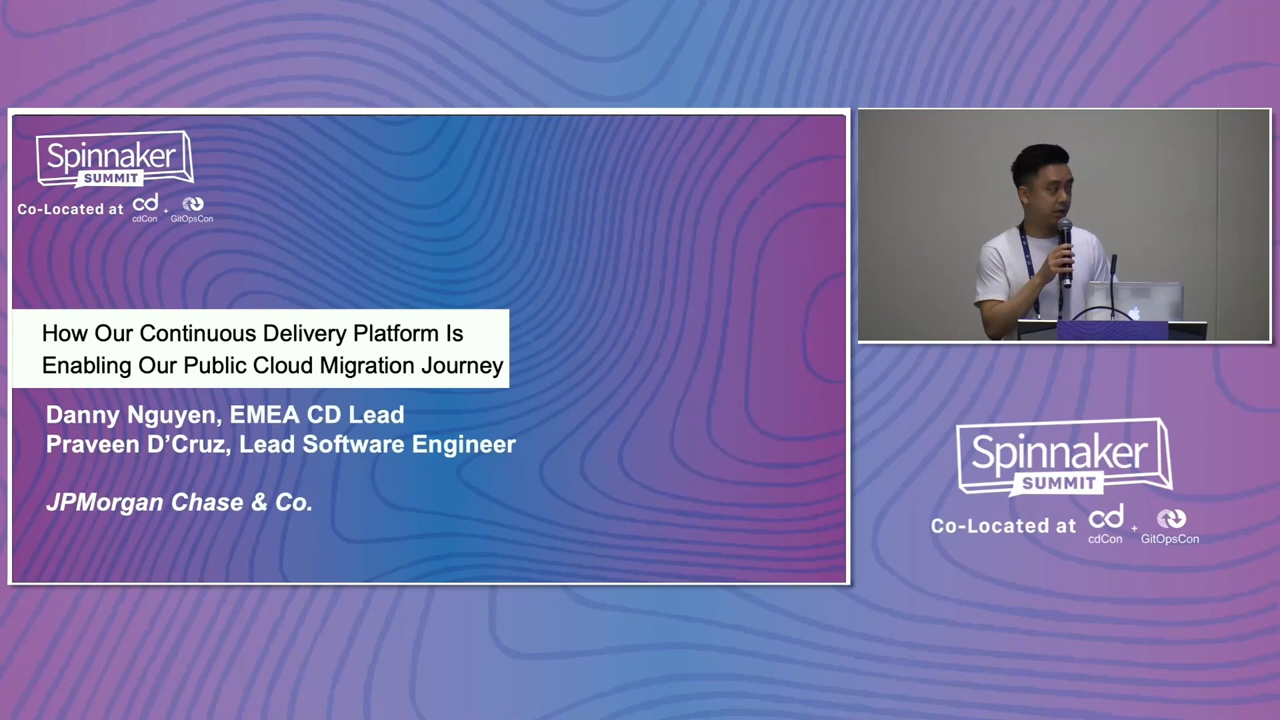 Spinnaker
SUMMIT
Co-Located at cd cdCon + GitOpsCon
How Our Continuous Delivery Platform Is
Enabling Our Public Cloud Migration Journey
Danny Nguyen, EMEA CD Lead
Praveen D’Cruz, Lead Software Engineer
JPMorgan Chase & Co.
Spinnaker
SUMMIT
Co-Located at cd cdCon + GitOpsCon